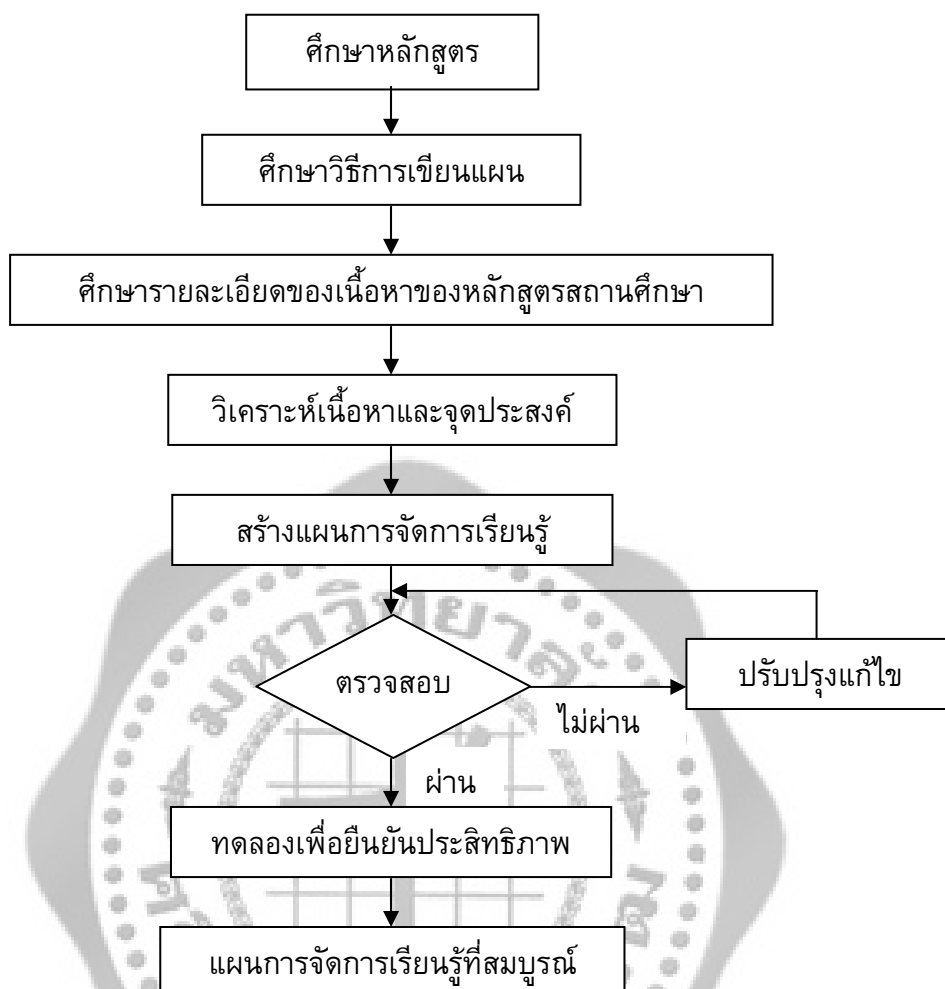 ศึกษาหลักสูตร
ศึกษาวิธีการเขียนแผน
ศึกษารายละเอียดของเนื้อหาของหลักสูตรสถานศึกษา
วิเคราะห์เนื้อหาและจุดประสงค์
สร้างแผนการจัดการเรียนรู้
ตรวจสอบ
ปรับปรุงแก้ไข
ไม่ผ่าน
ผ่าน
ทดลองเพื่อยืนยันประสิทธิภาพ
แผนการจัดการเรียนรู้ที่สมบูรณ์